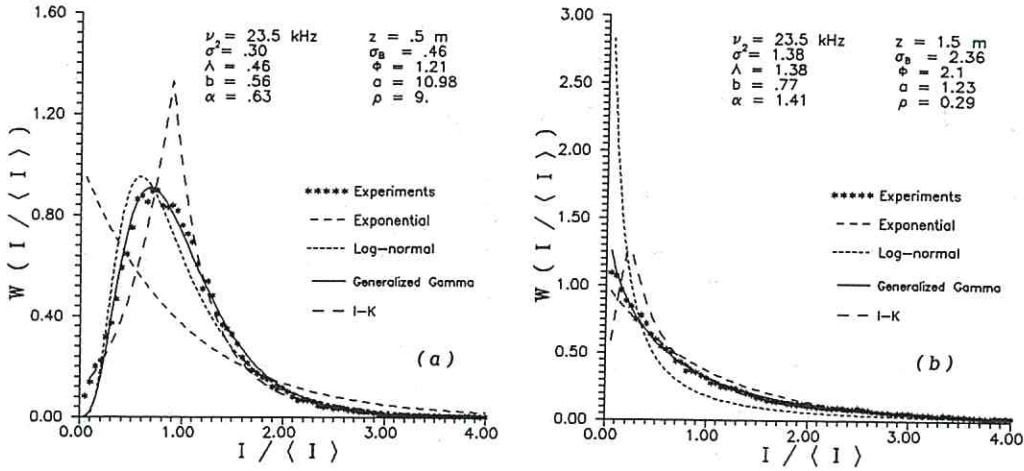 1.60
1.20
0.80
0.40
0.00
0.00 1.00 2.00 3.00 4.00
W ( I / ⟨ I ⟩ )
I / ⟨ I ⟩
ν₂ = 23.5 kHz
σ² = .30
Λ = .46
b = .56
α = .63
z = .5 m
σ_B = .46
Φ = 1.21
a = 10.98
ρ = 9.
***** Experiments
Exponential
Log-normal
Generalized Gamma
I-K
(a)
3.00
2.50
2.00
1.50
1.00
0.50
0.00
0.00 1.00 2.00 3.00 4.00
W ( I / ⟨ I ⟩ )
I / ⟨ I ⟩
ν₂ = 23.5 kHz
σ² = 1.38
Λ = 1.38
b = .77
α = 1.41
z = 1.5 m
σ_B = 2.36
Φ = 2.1
a = 1.23
ρ = 0.29
***** Experiments
Exponential
Log-normal
Generalized Gamma
I-K
(b)